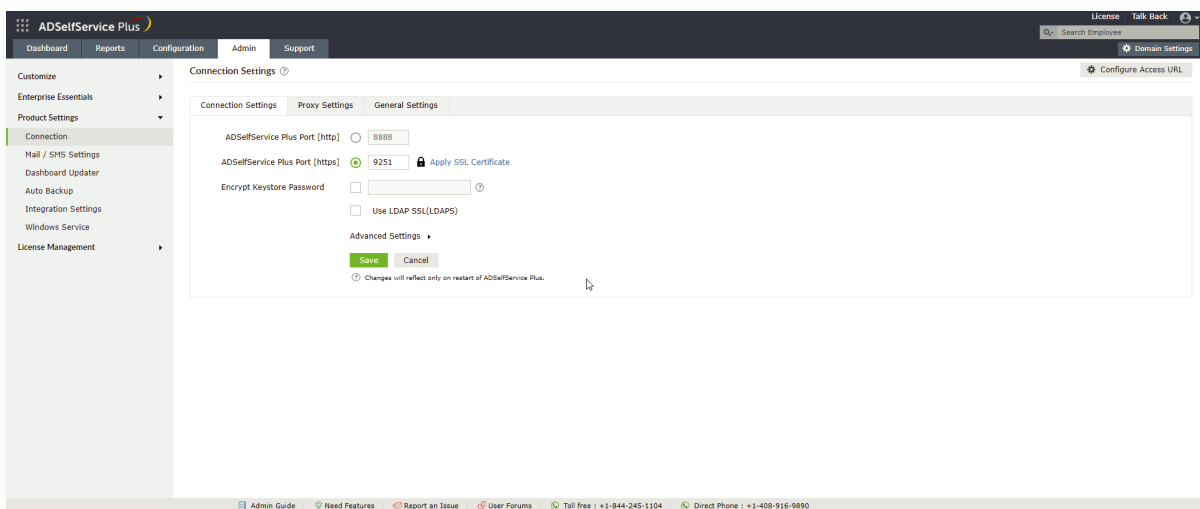 License Talk Back
ADSelfService Plus
Search Employee
Dashboard Reports Configuration Admin Support
Domain Settings
Customize
Enterprise Essentials
Product Settings
Connection
Mail / SMS Settings
Dashboard Updater
Auto Backup
Integration Settings
Windows Service
License Management
Connection Settings ?
Configure Access URL
Connection Settings Proxy Settings General Settings
ADSelfService Plus Port [http] 8888
ADSelfService Plus Port [https] 9251 Apply SSL Certificate
Encrypt Keystore Password ?
Use LDAP SSL(LDAPS)
Advanced Settings
Save Cancel
? Changes will reflect only on restart of ADSelfService Plus.
Admin Guide Need Features Report an Issue User Forums Toll free : +1-844-245-1104 Direct Phone : +1-408-916-9890